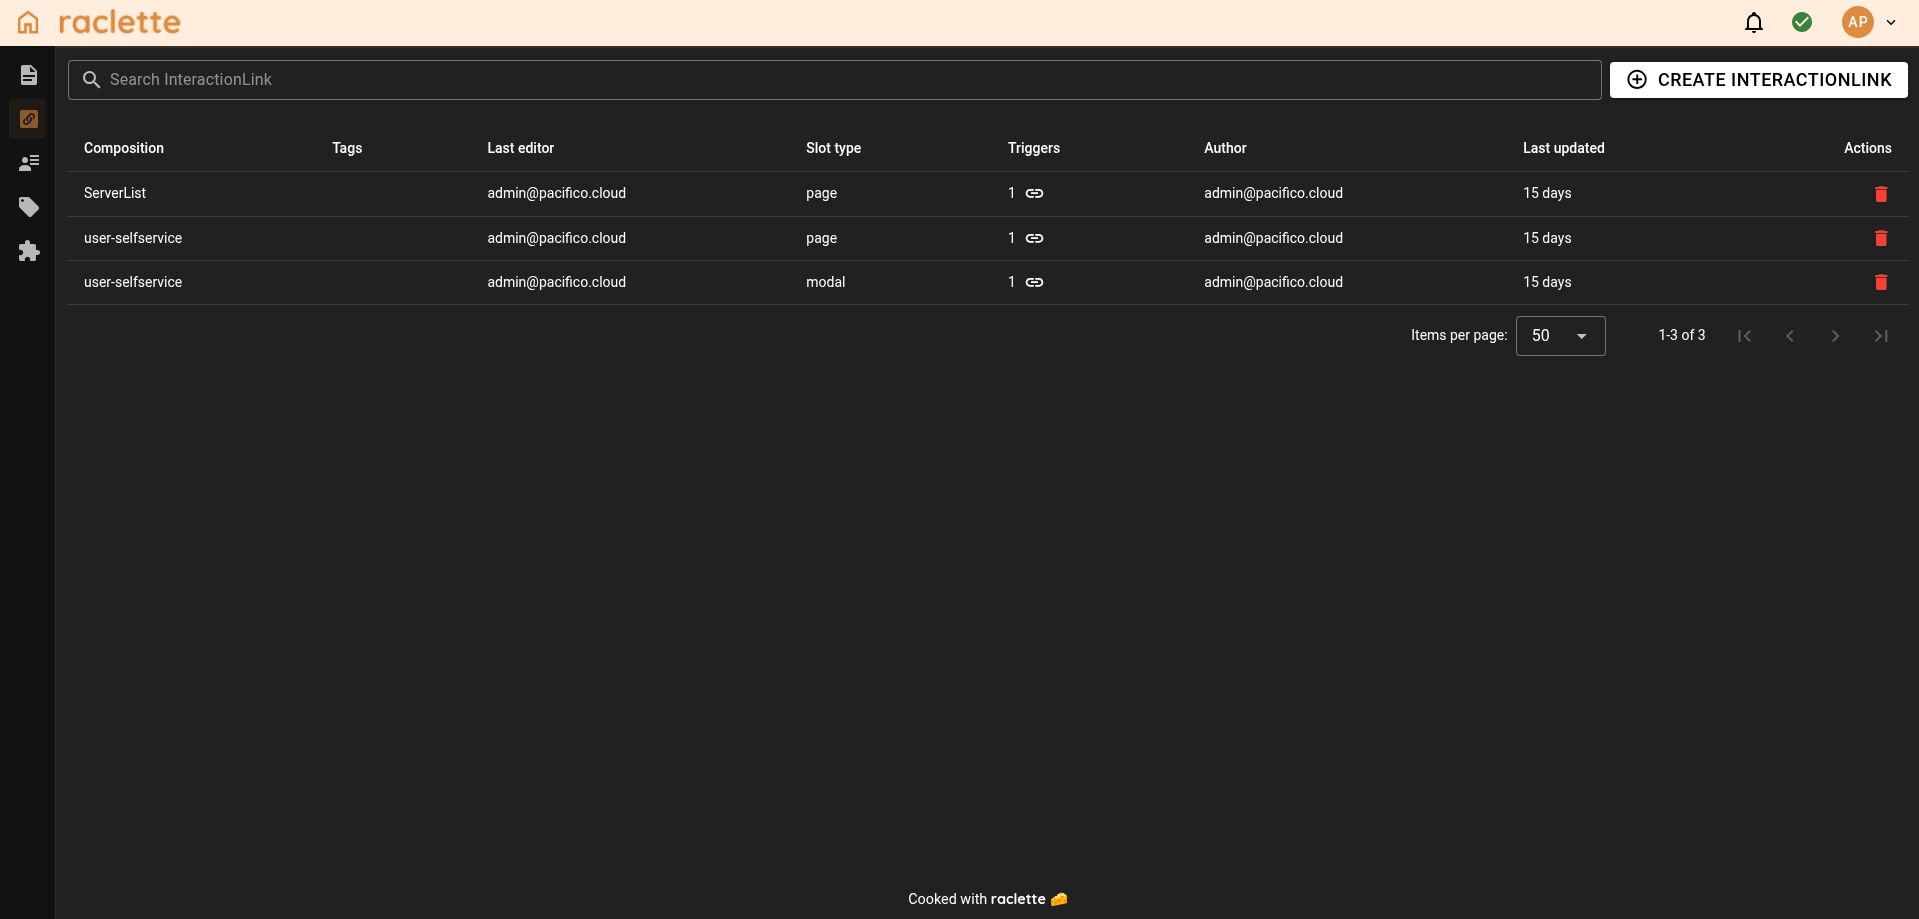 raclette
AP
Search InteractionLink
CREATE INTERACTIONLINK
Composition Tags Last editor Slot type Triggers Author Last updated Actions
ServerList admin@pacifico.cloud page 1 admin@pacifico.cloud 15 days
user-selfservice admin@pacifico.cloud page 1 admin@pacifico.cloud 15 days
user-selfservice admin@pacifico.cloud modal 1 admin@pacifico.cloud 15 days
Items per page: 50 1-3 of 3
Cooked with raclette